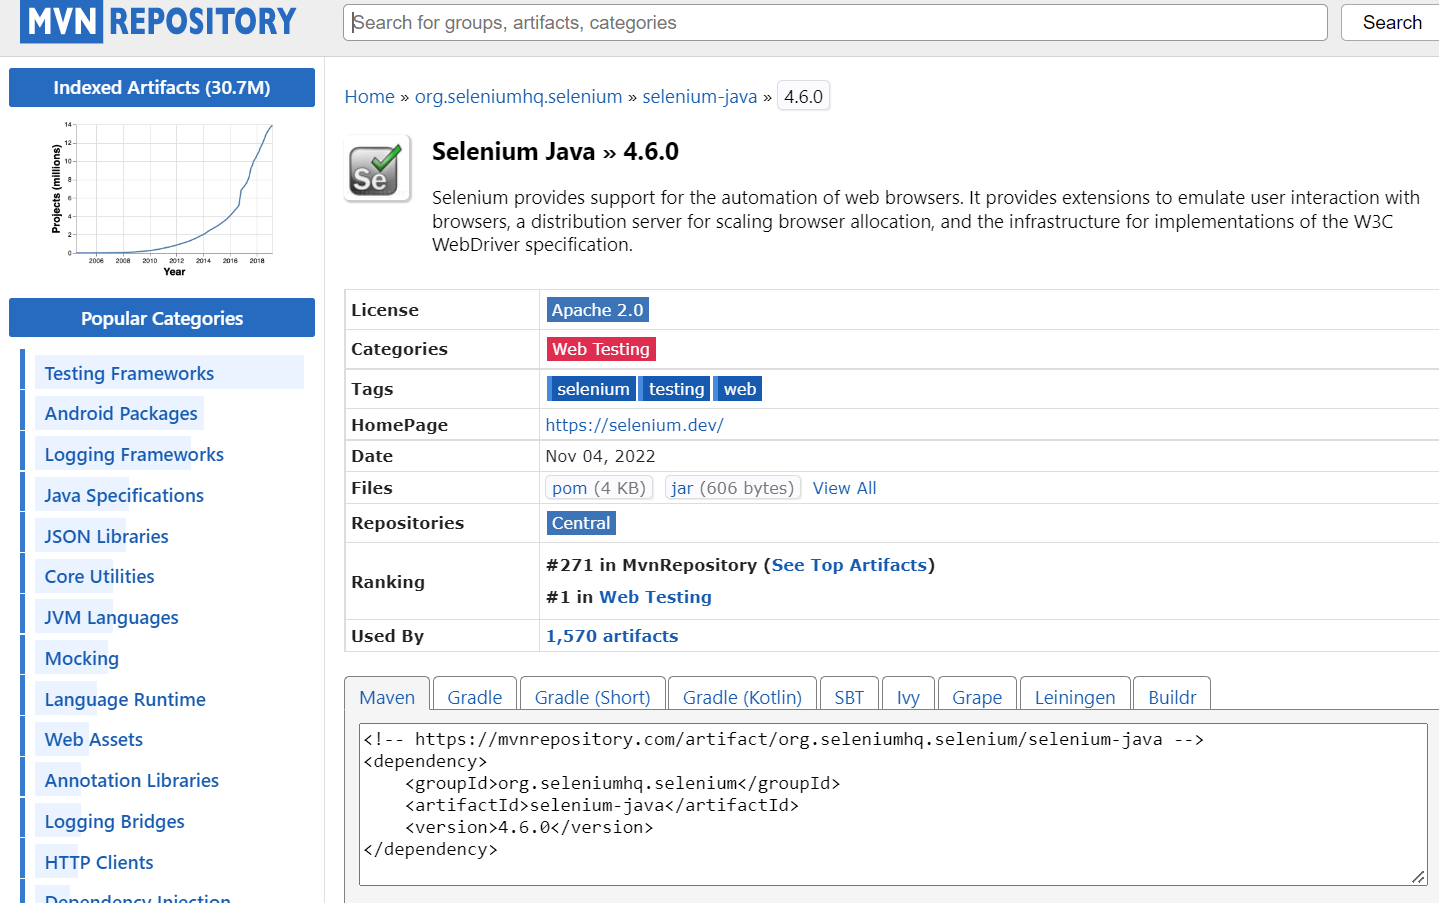 MVN REPOSITORY
Search for groups, artifacts, categories
Search
Indexed Artifacts (30.7M)
Projects (millions)
14
12
10
8
6
4
2
0
2006 2008 2010 2012 2014 2016 2018
Year
Popular Categories
Testing Frameworks
Android Packages
Logging Frameworks
Java Specifications
JSON Libraries
Core Utilities
JVM Languages
Mocking
Language Runtime
Web Assets
Annotation Libraries
Logging Bridges
HTTP Clients
Dependency Injection
Home » org.seleniumhq.selenium » selenium-java » 4.6.0
Se
Selenium Java » 4.6.0
Selenium provides support for the automation of web browsers. It provides extensions to emulate user interaction with
browsers, a distribution server for scaling browser allocation, and the infrastructure for implementations of the W3C
WebDriver specification.
License Apache 2.0
Categories Web Testing
Tags selenium testing web
HomePage https://selenium.dev/
Date Nov 04, 2022
Files pom (4 KB) jar (606 bytes) View All
Repositories Central
Ranking #271 in MvnRepository (See Top Artifacts)
#1 in Web Testing
Used By 1,570 artifacts
Maven Gradle Gradle (Short) Gradle (Kotlin) SBT Ivy Grape Leiningen Buildr
<!-- https://mvnrepository.com/artifact/org.seleniumhq.selenium/selenium-java -->
<dependency>
    <groupId>org.seleniumhq.selenium</groupId>
    <artifactId>selenium-java</artifactId>
    <version>4.6.0</version>
</dependency>